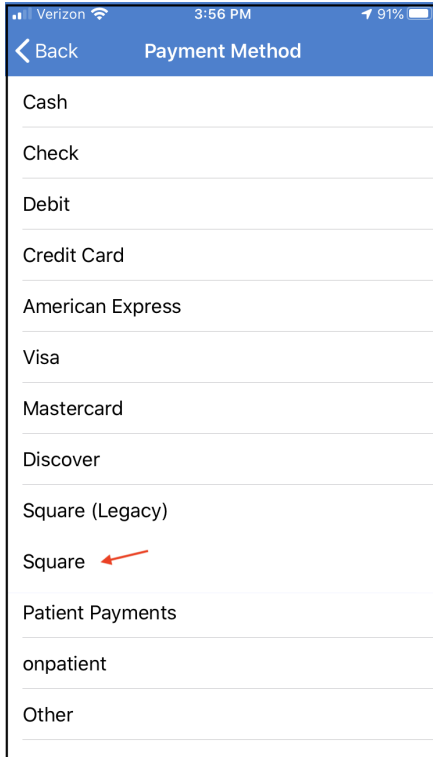 Verizon 3:56 PM 91%
Back Payment Method
Cash
Check
Debit
Credit Card
American Express
Visa
Mastercard
Discover
Square (Legacy)
Square
Patient Payments
onpatient
Other